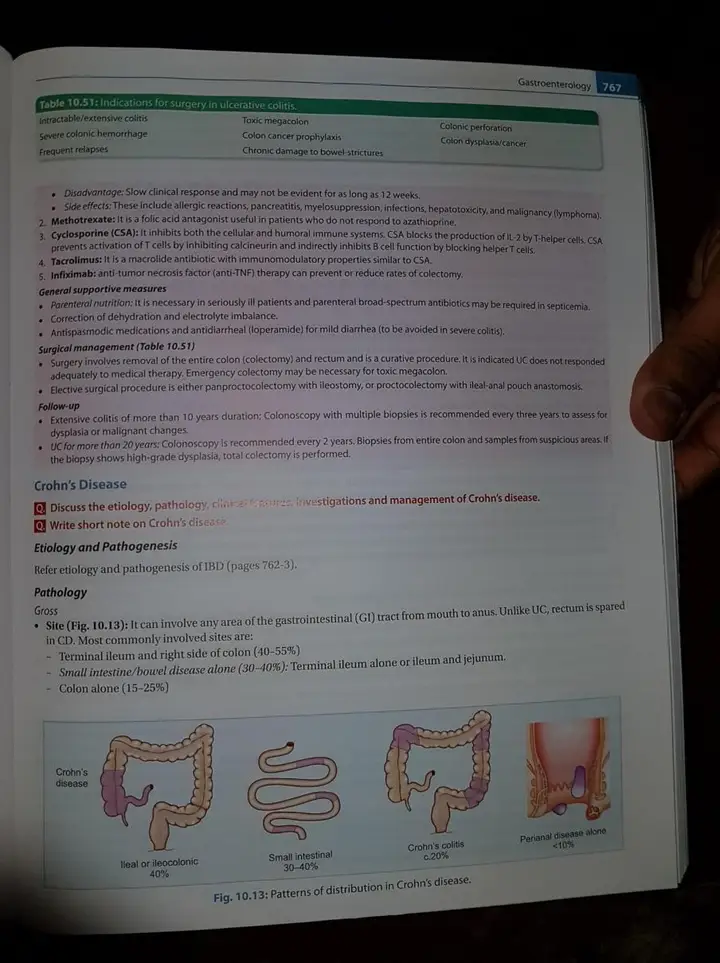 Gastroenterology 767
Table 10.51: Indications for surgery in ulcerative colitis.
Intractable/extensive colitis Toxic megacolon Colonic perforation
Severe colonic hemorrhage Colon cancer prophylaxis Colon dysplasia/cancer
Frequent relapses Chronic damage to bowel-strictures
• Disadvantage: Slow clinical response and may not be evident for as long as 12 weeks.
• Side effects: These include allergic reactions, pancreatitis, myelosuppression, infections, hepatotoxicity, and malignancy (lymphoma).
2. Methotrexate: It is a folic acid antagonist useful in patients who do not respond to azathioprine.
3. Cyclosporine (CSA): It inhibits both the cellular and humoral immune systems. CSA blocks the production of IL-2 by T-helper cells. CSA
prevents activation of T cells by inhibiting calcineurin and indirectly inhibits B cell function by blocking helper T cells.
4. Tacrolimus: It is a macrolide antibiotic with immunomodulatory properties similar to CSA.
5. Infiximab: anti-tumor necrosis factor (anti-TNF) therapy can prevent or reduce rates of colectomy.
General supportive measures
• Parenteral nutrition: It is necessary in seriously ill patients and parenteral broad-spectrum antibiotics may be required in septicemia.
• Correction of dehydration and electrolyte imbalance.
• Antispasmodic medications and antidiarrheal (loperamide) for mild diarrhea (to be avoided in severe colitis).
Surgical management (Table 10.51)
• Surgery involves removal of the entire colon (colectomy) and rectum and is a curative procedure. It is indicated UC does not responded
adequately to medical therapy. Emergency colectomy may be necessary for toxic megacolon.
• Elective surgical procedure is either panproctocolectomy with ileostomy, or proctocolectomy with ileal-anal pouch anastomosis.
Follow-up
• Extensive colitis of more than 10 years duration: Colonoscopy with multiple biopsies is recommended every three years to assess for
dysplasia or malignant changes.
• UC for more than 20 years: Colonoscopy is recommended every 2 years. Biopsies from entire colon and samples from suspicious areas. If
the biopsy shows high-grade dysplasia, total colectomy is performed.
Crohn's Disease
Q. Discuss the etiology, pathology, clinical features, investigations and management of Crohn's disease.
Q. Write short note on Crohn's disease.
Etiology and Pathogenesis
Refer etiology and pathogenesis of IBD (pages 762-3).
Pathology
Gross
• Site (Fig. 10.13): It can involve any area of the gastrointestinal (GI) tract from mouth to anus. Unlike UC, rectum is spared
in CD. Most commonly involved sites are:
– Terminal ileum and right side of colon (40–55%)
– Small intestine/bowel disease alone (30–40%): Terminal ileum alone or ileum and jejunum.
– Colon alone (15–25%)
Crohn's
disease
Ileal or ileocolonic
40%
Small intestinal
30–40%
Crohn's colitis
c.20%
Perianal disease alone
<10%
Fig. 10.13: Patterns of distribution in Crohn's disease.